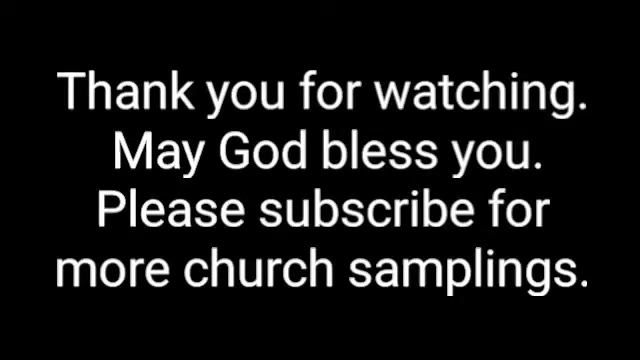 Thank you for watching.
May God bless you.
Please subscribe for
more church samplings.